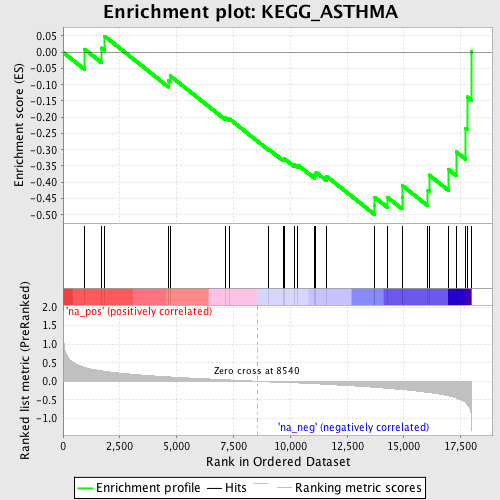 Enrichment plot: KEGG_ASTHMA
Enrichment score (ES)
0.05
0.00
-0.05
-0.10
-0.15
-0.20
-0.25
-0.30
-0.35
-0.40
-0.45
-0.50
'na_pos' (positively correlated)
Ranked list metric (PreRanked)
2.0
1.5
1.0
0.5
0.0
-0.5
-1.0
Zero cross at 8540
'na_neg' (negatively correlated)
0
2,500
5,000
7,500
10,000
12,500
15,000
17,500
Rank in Ordered Dataset
Enrichment profile
Hits
Ranking metric scores